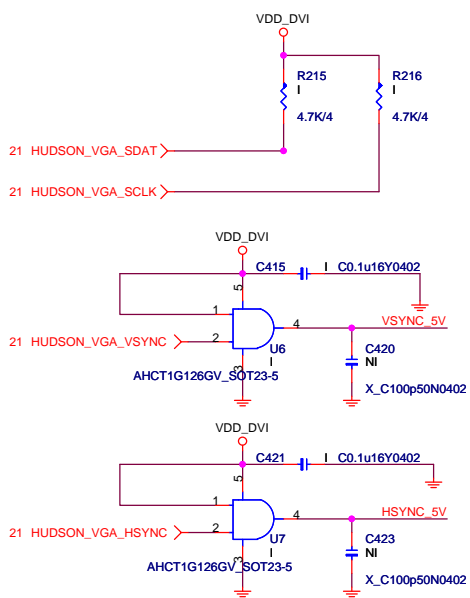 VDD_DVI
R215
I
4.7K/4
R216
I
4.7K/4
21 HUDSON_VGA_SDAT
21 HUDSON_VGA_SCLK
VDD_DVI
C415
I C0.1u16Y0402
5
1
4
VSYNC_5V
21 HUDSON_VGA_VSYNC
2
U6
I
3
AHCT1G126GV_SOT23-5
C420
NI
X_C100p50N0402
VDD_DVI
C421
I C0.1u16Y0402
5
1
4
HSYNC_5V
21 HUDSON_VGA_HSYNC
2
U7
I
3
AHCT1G126GV_SOT23-5
C423
NI
X_C100p50N0402